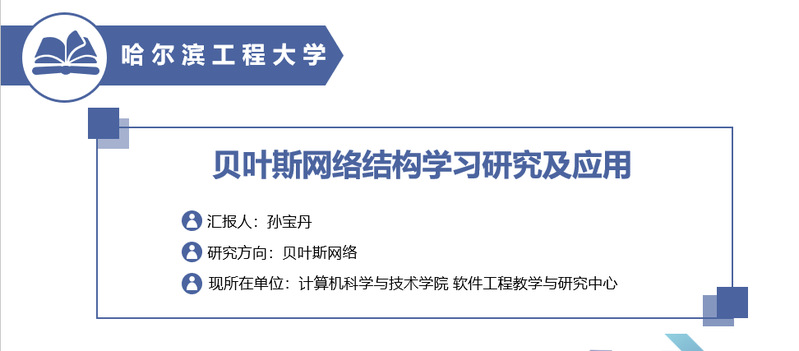 哈尔滨工程大学
贝叶斯网络结构学习研究及应用
汇报人：孙宝丹
研究方向：贝叶斯网络
现所在单位：计算机科学与技术学院 软件工程教学与研究中心